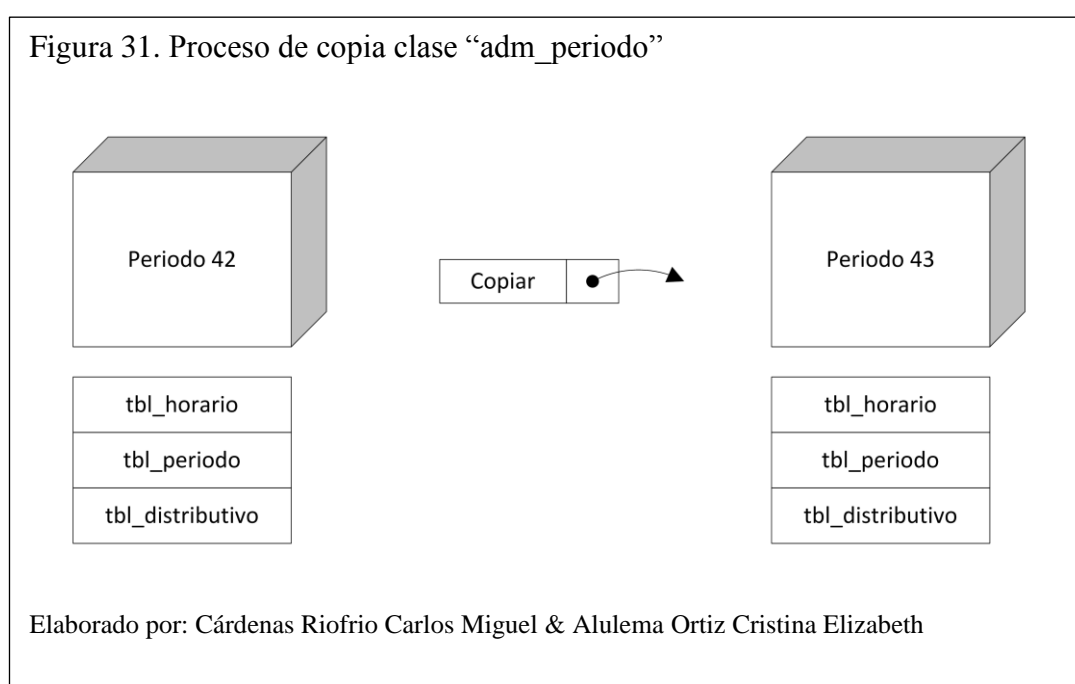 Figura 31. Proceso de copia clase “adm_periodo”
Periodo 42
Copiar
Periodo 43
tbl_horario
tbl_periodo
tbl_distributivo
tbl_horario
tbl_periodo
tbl_distributivo
Elaborado por: Cárdenas Riofrio Carlos Miguel & Alulema Ortiz Cristina Elizabeth